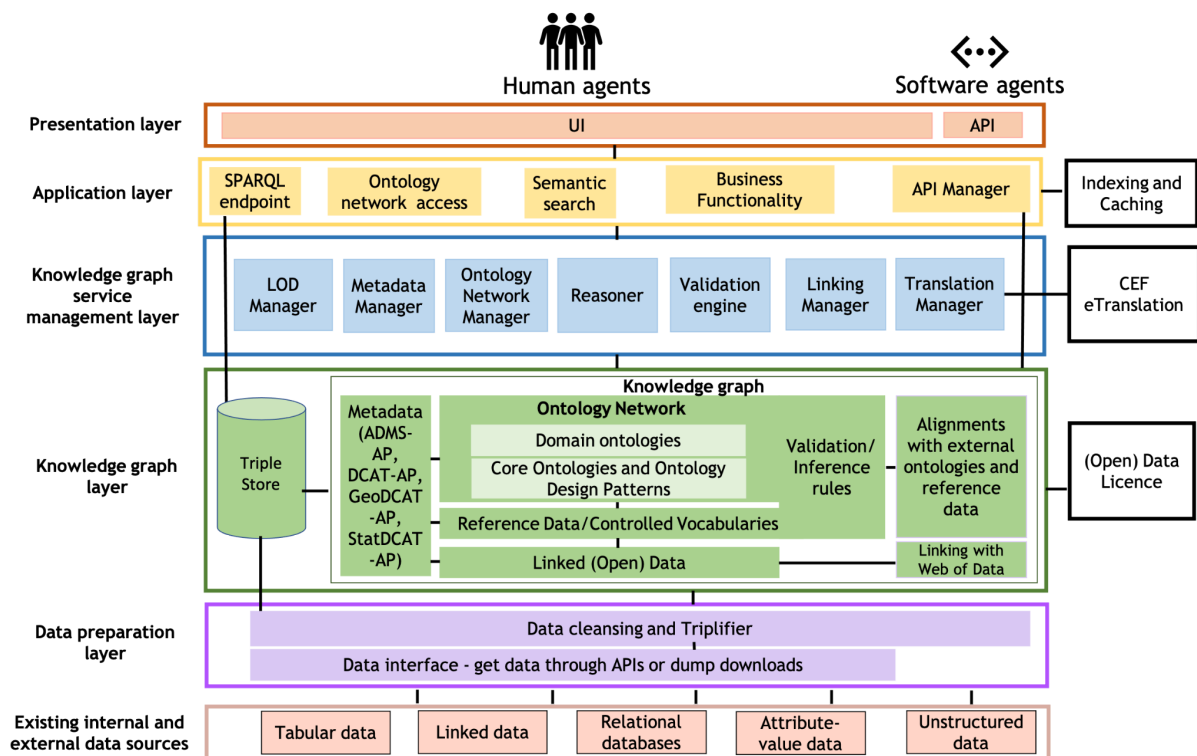 Human agents
Software agents
Presentation layer
UI
API
Application layer
SPARQL
endpoint
Ontology
network access
Semantic
search
Business
Functionality
API Manager
Indexing and
Caching
Knowledge graph
service
management layer
LOD
Manager
Metadata
Manager
Ontology
Network
Manager
Reasoner
Validation
engine
Linking
Manager
Translation
Manager
CEF
eTranslation
Knowledge graph
layer
Triple
Store
Knowledge graph
Metadata
(ADMS-
AP,
DCAT-AP,
GeoDCAT
-AP,
StatDCAT
-AP)
Ontology Network
Domain ontologies
Core Ontologies and Ontology
Design Patterns
Validation/
Inference
rules
Reference Data/Controlled Vocabularies
Linked (Open) Data
Alignments
with external
ontologies and
reference
data
Linking with
Web of Data
(Open) Data
Licence
Data preparation
layer
Data cleansing and Triplifier
Data interface - get data through APIs or dump downloads
Existing internal and
external data sources
Tabular data
Linked data
Relational
databases
Attribute-
value data
Unstructured
data